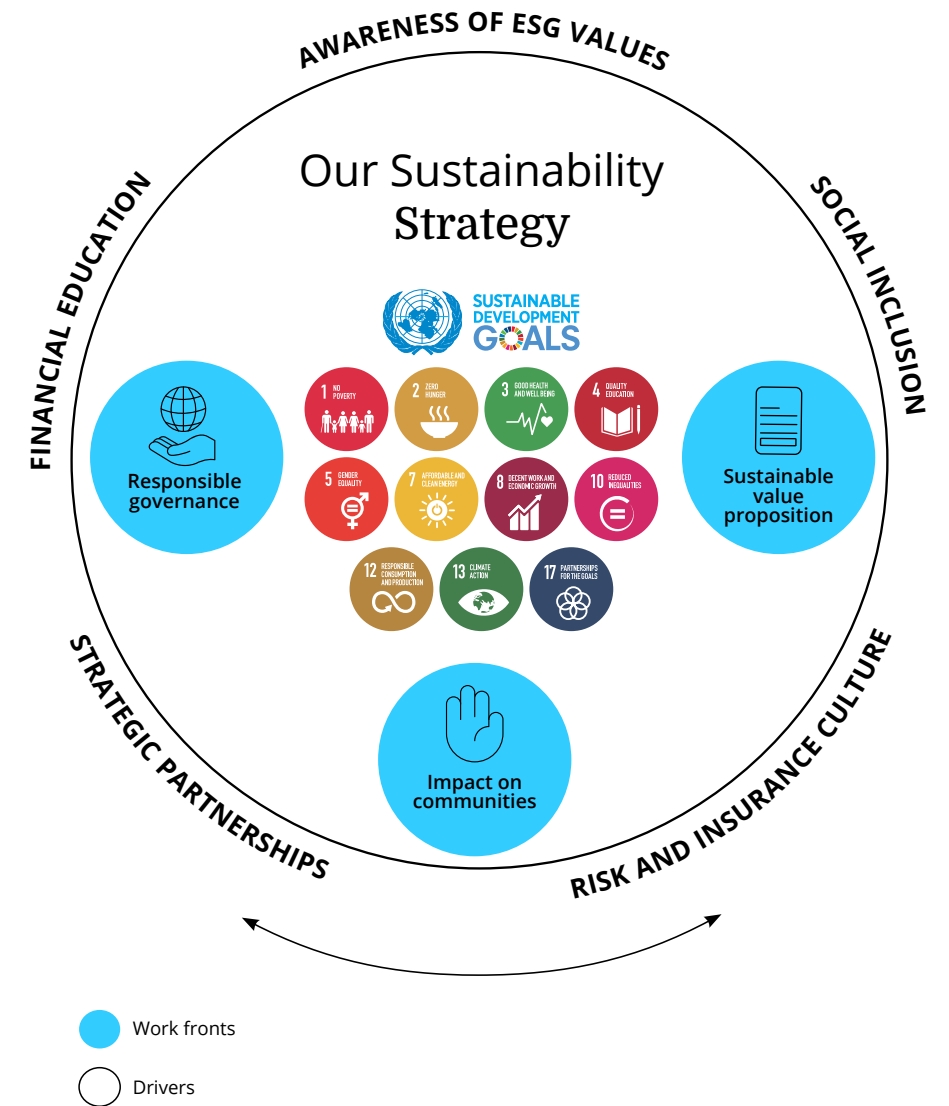 AWARENESS OF ESG VALUES
Our Sustainability
Strategy
FINANCIAL EDUCATION
SOCIAL INCLUSION
SUSTAINABLE
DEVELOPMENT
GOALS
1 NO
POVERTY
2 ZERO
HUNGER
3 GOOD HEALTH
AND WELL BEING
4 QUALITY
EDUCATION
5 GENDER
EQUALITY
7 AFFORDABLE AND
CLEAN ENERGY
8 DECENT WORK AND
ECONOMIC GROWTH
10 REDUCED
INEQUALITIES
12 RESPONSIBLE
CONSUMPTION
AND PRODUCTION
13 CLIMATE
ACTION
17 PARTNERSHIPS
FOR THE GOALS
Responsible
governance
Sustainable
value
proposition
Impact on
communities
STRATEGIC PARTNERSHIPS
RISK AND INSURANCE CULTURE
Work fronts
Drivers